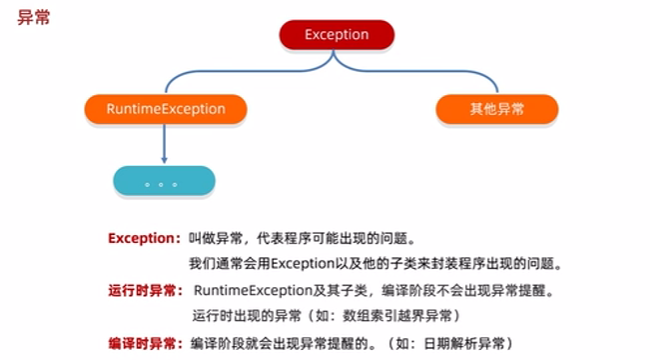 异常
Exception
RuntimeException
其他异常
。。。
Exception：叫做异常，代表程序可能出现的问题。
我们通常会用Exception以及他的子类来封装程序出现的问题。
运行时异常： RuntimeException及其子类，编译阶段不会出现异常提醒。
运行时出现的异常（如：数组索引越界异常）
编译时异常：编译阶段就会出现异常提醒的。（如：日期解析异常）